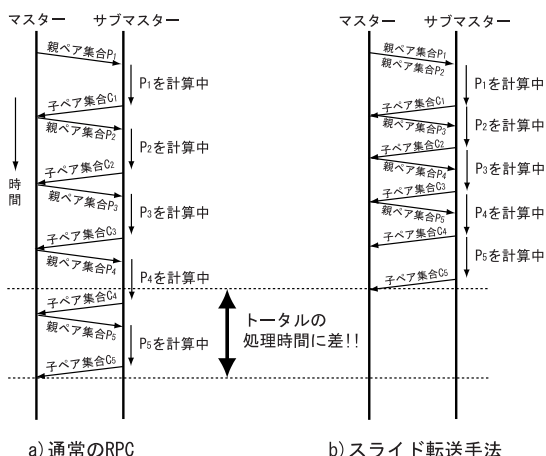 マスター サブマスター
親ペア集合P1
P1を計算中
子ペア集合C1
親ペア集合P2
P2を計算中
子ペア集合C2
親ペア集合P3
P3を計算中
子ペア集合C3
親ペア集合P4
P4を計算中
子ペア集合C4
親ペア集合P5
P5を計算中
子ペア集合C5
時間
a) 通常のRPC
トータルの
処理時間に差!!
マスター サブマスター
親ペア集合P1
親ペア集合P2
P1を計算中
子ペア集合C1
親ペア集合P3
P2を計算中
子ペア集合C2
親ペア集合P4
P3を計算中
子ペア集合C3
親ペア集合P5
P4を計算中
子ペア集合C4
P5を計算中
子ペア集合C5
b) スライド転送手法